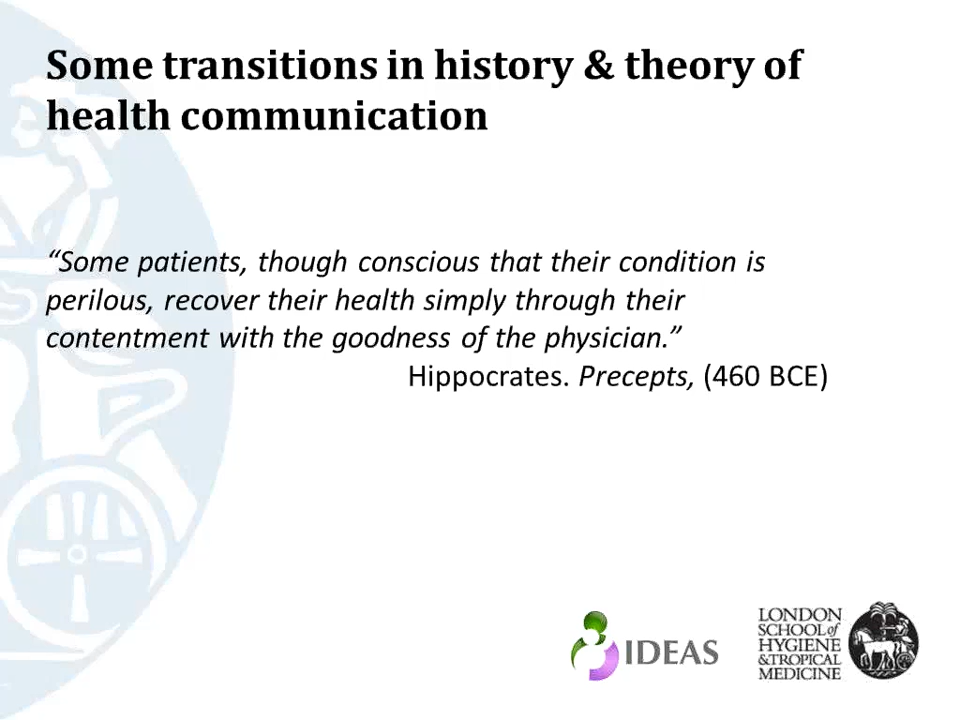 Some transitions in history & theory of
health communication
“Some patients, though conscious that their condition is
perilous, recover their health simply through their
contentment with the goodness of the physician.”
Hippocrates. Precepts, (460 BCE)
IDEAS
LONDON
SCHOOL of
HYGIENE
& TROPICAL
MEDICINE